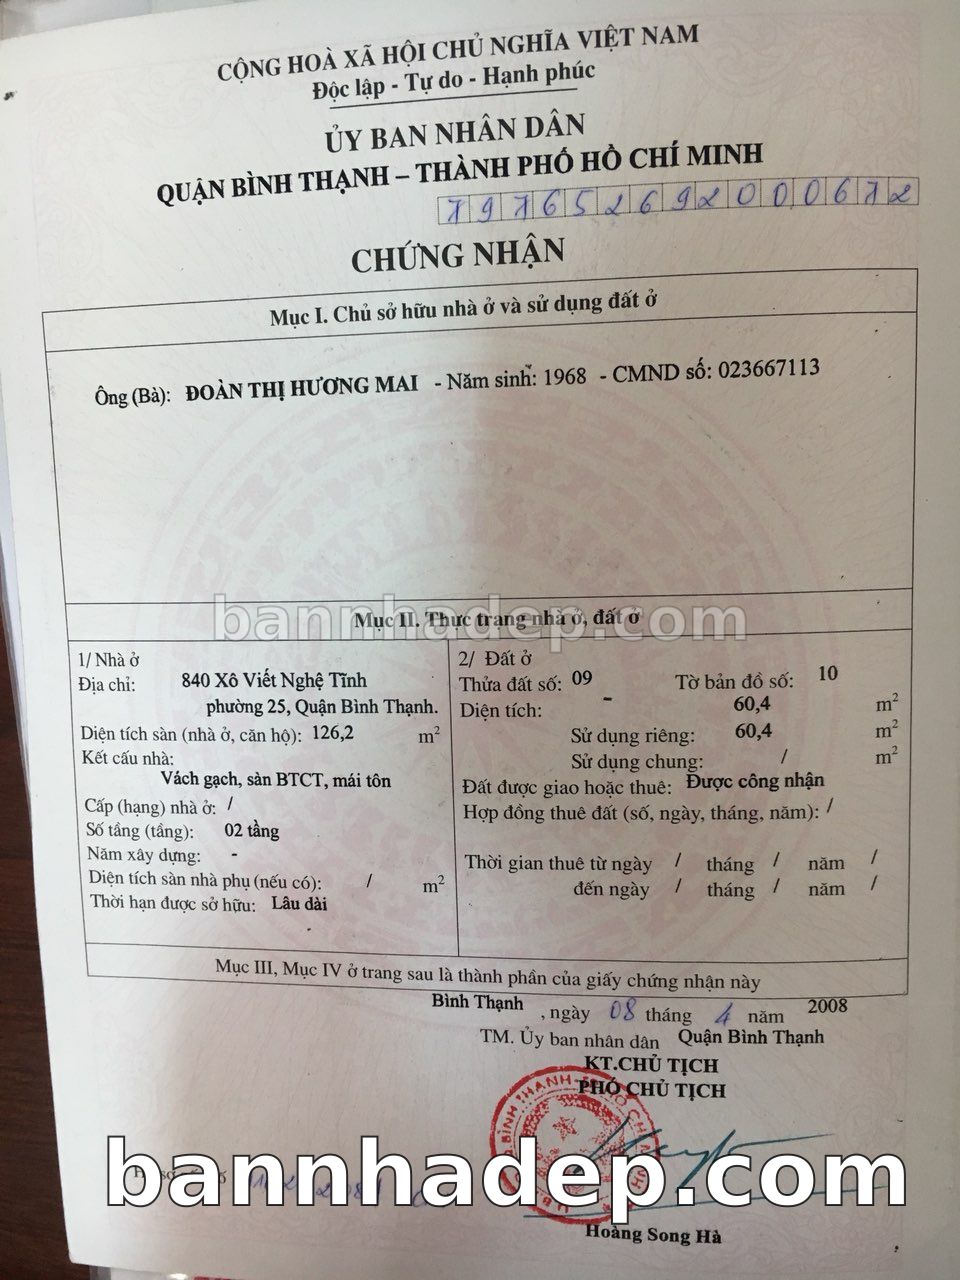 CỘNG HOÀ XÃ HỘI CHỦ NGHĨA VIỆT NAM
Độc lập - Tự do - Hạnh phúc
ỦY BAN NHÂN DÂN
QUẬN BÌNH THẠNH – THÀNH PHỐ HỒ CHÍ MINH
797652692000672
CHỨNG NHẬN
Mục I. Chủ sở hữu nhà ở và sử dụng đất ở
Ông (Bà): ĐOÀN THỊ HƯƠNG MAI - Năm sinh: 1968 - CMND số: 023667113
bannhadep.com
Mục II. Thực trạng nhà ở, đất ở
1/ Nhà ở
Địa chỉ: 840 Xô Viết Nghệ Tĩnh
phường 25, Quận Bình Thạnh.
Diện tích sàn (nhà ở, căn hộ): 126,2 m²
Kết cấu nhà:
Vách gạch, sàn BTCT, mái tôn
Cấp (hạng) nhà ở: /
Số tầng (tầng): 02 tầng
Năm xây dựng: -
Diện tích sàn nhà phụ (nếu có): / m²
Thời hạn được sở hữu: Lâu dài
2/ Đất ở
Thửa đất số: 09 Tờ bản đồ số: 10
Diện tích: - 60,4 m²
Sử dụng riêng: 60,4 m²
Sử dụng chung: / m²
Đất được giao hoặc thuê: Được công nhận
Hợp đồng thuê đất (số, ngày, tháng, năm): /
Thời gian thuê từ ngày / tháng / năm /
đến ngày / tháng / năm /
Mục III, Mục IV ở trang sau là thành phần của giấy chứng nhận này
Bình Thạnh , ngày 08 tháng 4 năm 2008
TM. Ủy ban nhân dân Quận Bình Thạnh
KT.CHỦ TỊCH
PHÓ CHỦ TỊCH
bannhadep.com
Hoàng Song Hà